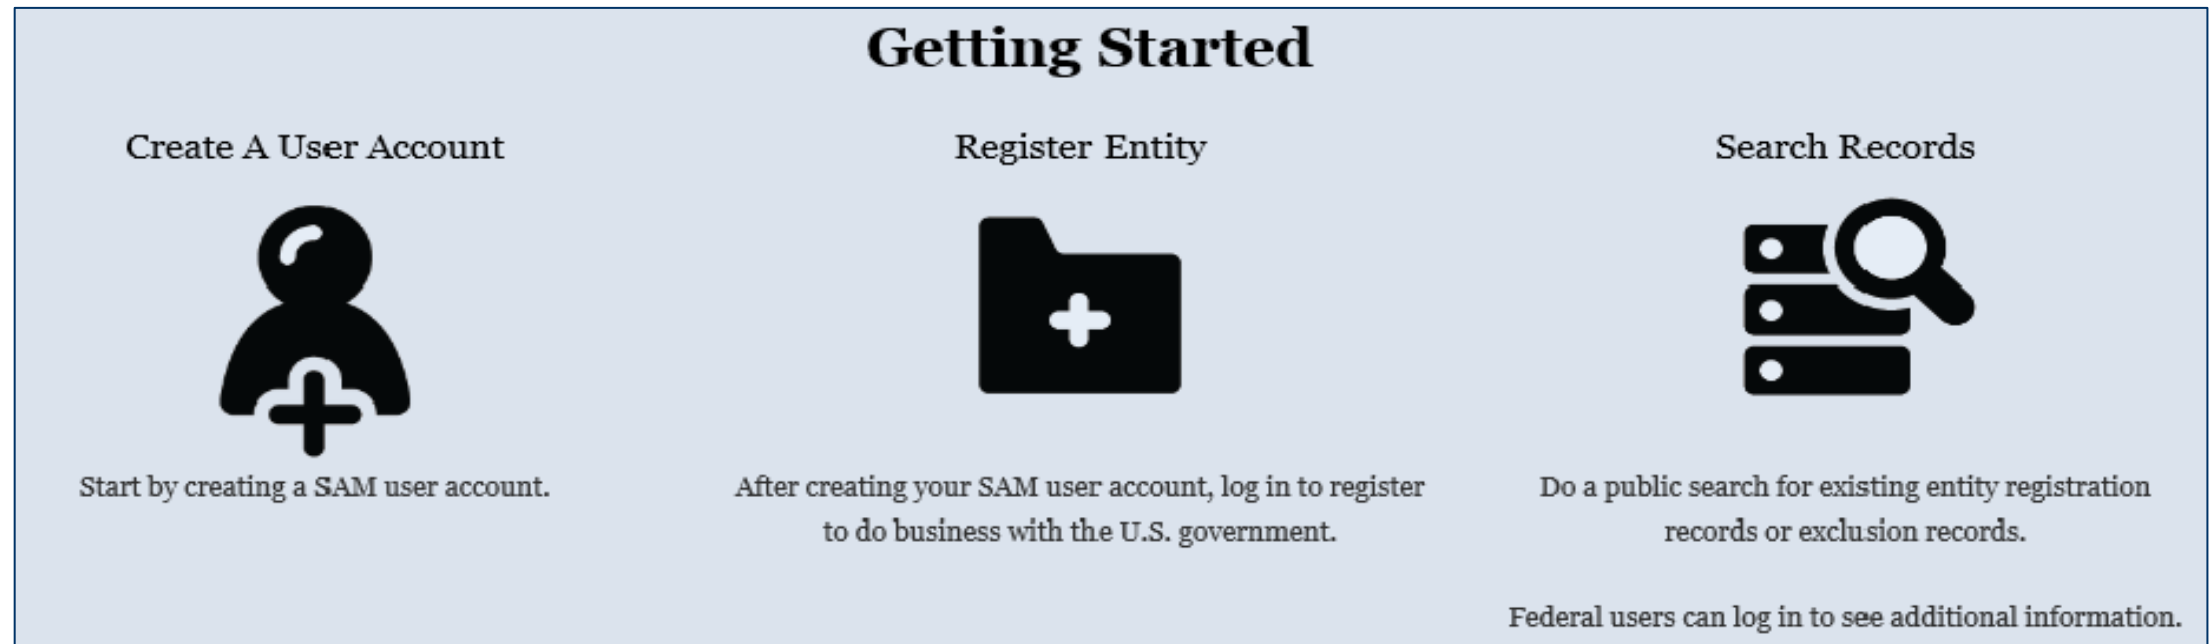 Getting Started
Create A User Account
Start by creating a SAM user account.
Register Entity
After creating your SAM user account, log in to register
to do business with the U.S. government.
Search Records
Do a public search for existing entity registration
records or exclusion records.
Federal users can log in to see additional information.